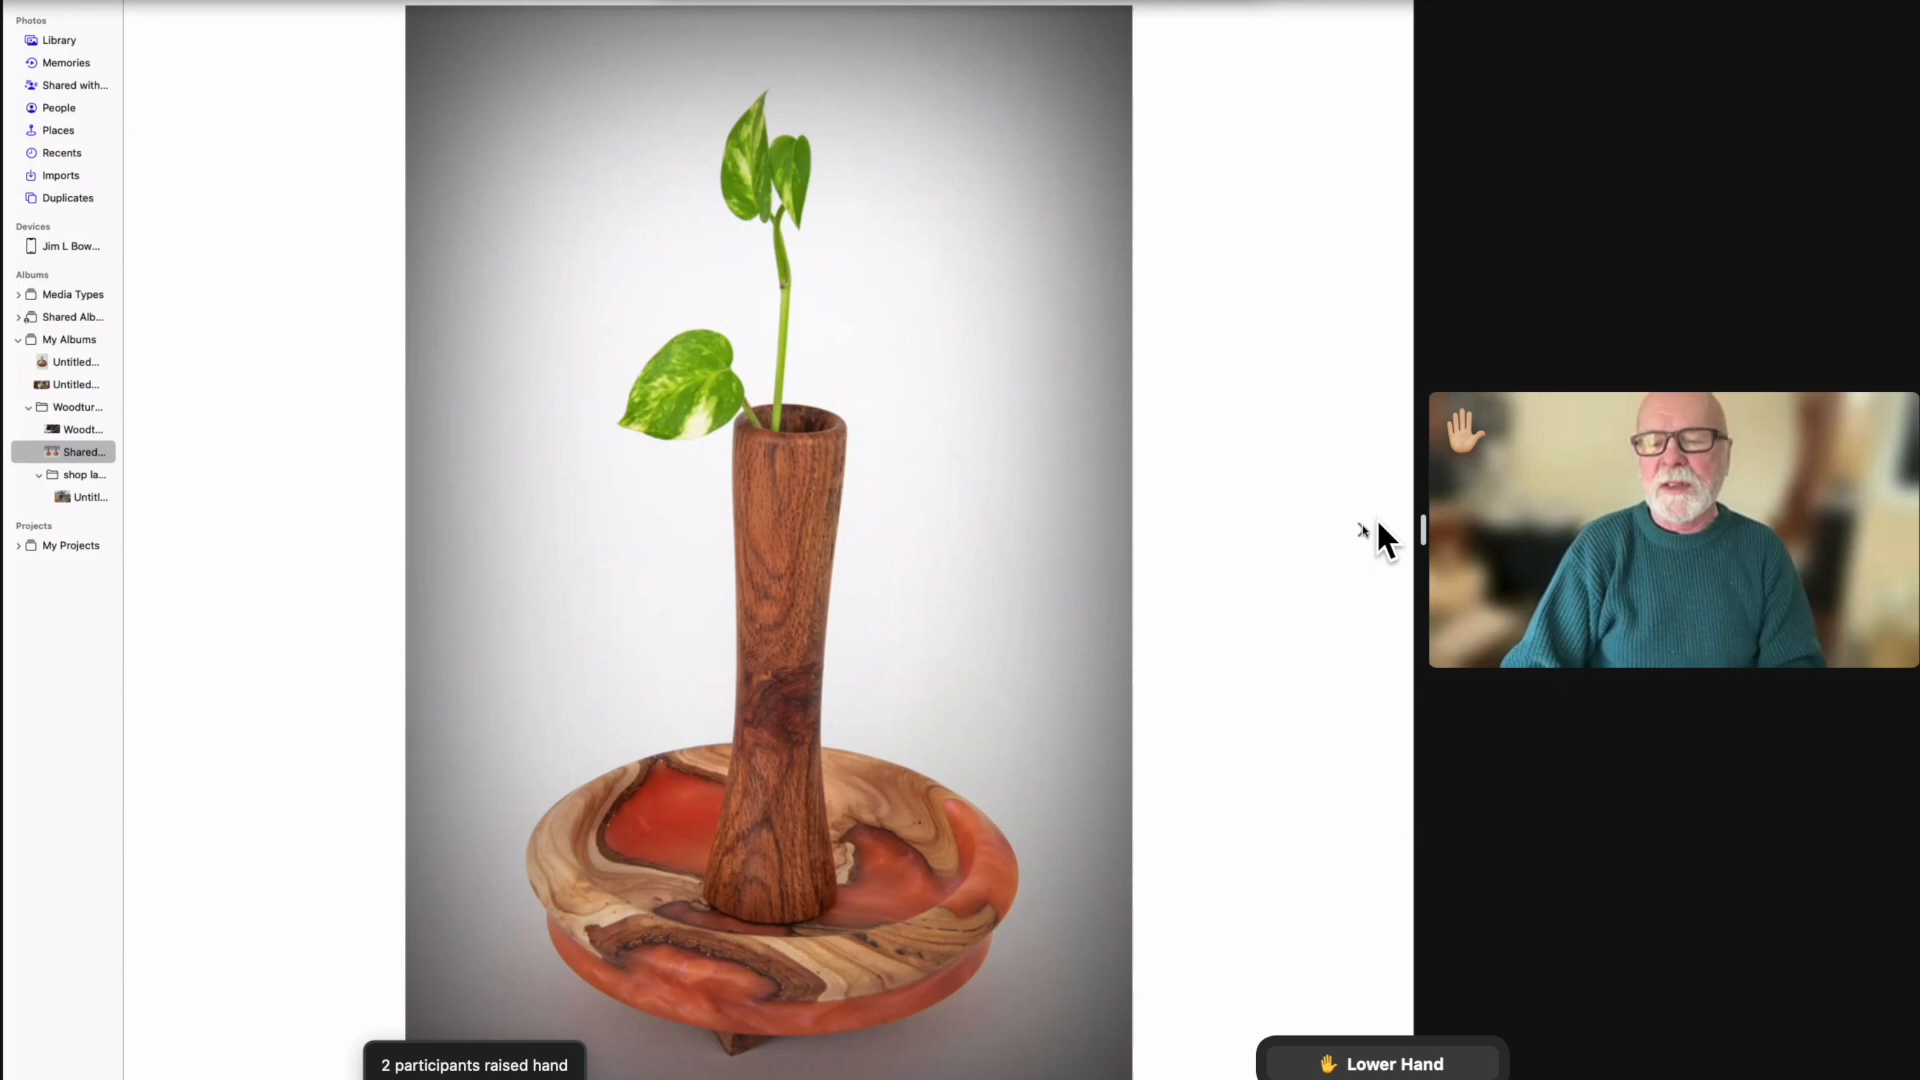 Photos
Library
Memories
Shared with...
People
Places
Recents
Imports
Duplicates
Devices
Jim L Bow...
Albums
Media Types
Shared Alb...
My Albums
Untitled...
Untitled...
Woodtur...
Woodt...
Shared...
shop la...
Untitl...
Projects
My Projects
2 participants raised hand
Lower Hand